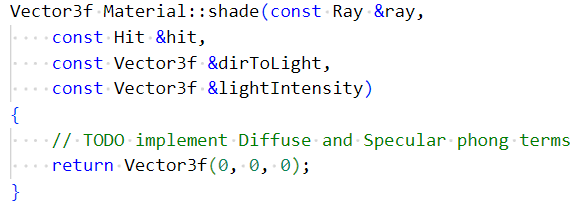 Vector3f Material::shade(const Ray &ray,
    const Hit &hit,
    const Vector3f &dirToLight,
    const Vector3f &lightIntensity)
{
    // TODO implement Diffuse and Specular phong terms
    return Vector3f(0, 0, 0);
}